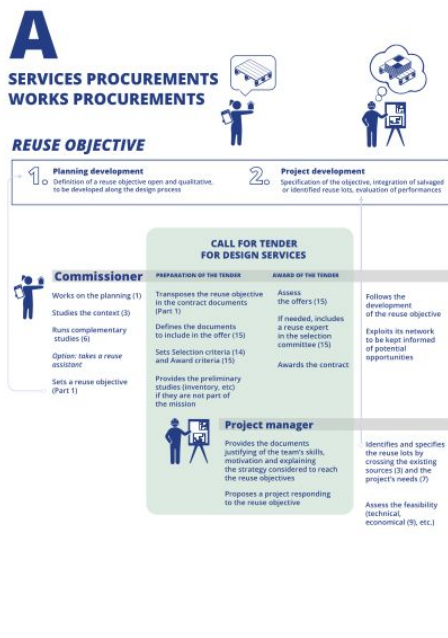 A
SERVICES PROCUREMENTS
WORKS PROCUREMENTS
REUSE OBJECTIVE
1.
Planning development
Definition of a reuse objective open and qualitative,
to be developed along the design process
2.
Project development
Specification of the objective, integration of salvaged
or identified reuse lots, evaluation of performances
CALL FOR TENDER
FOR DESIGN SERVICES
Commissioner
Works on the planning (1)
Studies the context (3)
Runs complementary
studies (6)
Option: takes a reuse
assistant
Sets a reuse objective
(Part 1)
PREPARATION OF THE TENDER
Transposes the reuse objective
in the contract documents
(Part 1)
Defines the documents
to include in the offer (15)
Sets Selection criteria (14)
and Award criteria (15)
Provides the preliminary
studies (inventory, etc)
if they are not part of
the mission
AWARD OF THE TENDER
Assess
the offers (15)
If needed, includes
a reuse expert
in the selection
committee (15)
Awards the contract
Follows the
development
of the reuse objective
Exploits its network
to be kept informed
of potential
opportunities
Project manager
Provides the documents
justifying of the team's skills,
motivation and explaining
the strategy considered to reach
the reuse objectives
Proposes a project responding
to the reuse objective
Identifies and specifies
the reuse lots by
crossing the existing
sources (3) and the
project's needs (7)
Assess the feasibility
(technical,
economical (9), etc.)